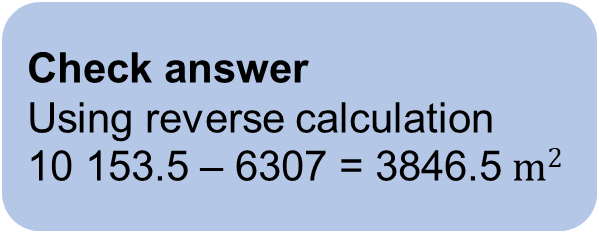 Check answer
Using reverse calculation
10 153.5 – 6307 = 3846.5 m²